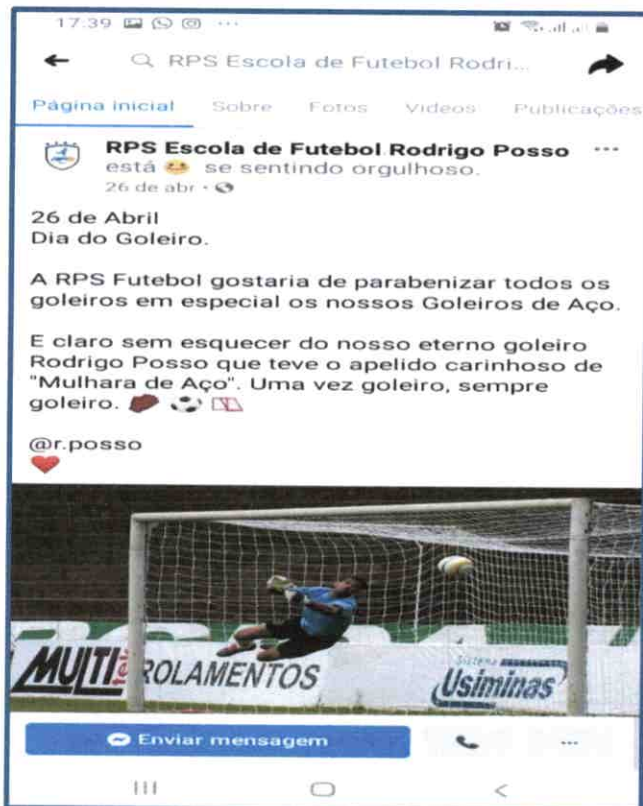 17:39
RPS Escola de Futebol Rodri...
Página inicial Sobre Fotos Videos Publicações
RPS Escola de Futebol Rodrigo Posso
está se sentindo orgulhoso.
26 de abr
26 de Abril
Dia do Goleiro.
A RPS Futebol gostaria de parabenizar todos os
goleiros em especial os nossos Goleiros de Aço.
E claro sem esquecer do nosso eterno goleiro
Rodrigo Posso que teve o apelido carinhoso de
"Mulhara de Aço". Uma vez goleiro, sempre
goleiro.
@r.posso
MULTI ROLAMENTOS
Sistema
Usiminas
Enviar mensagem